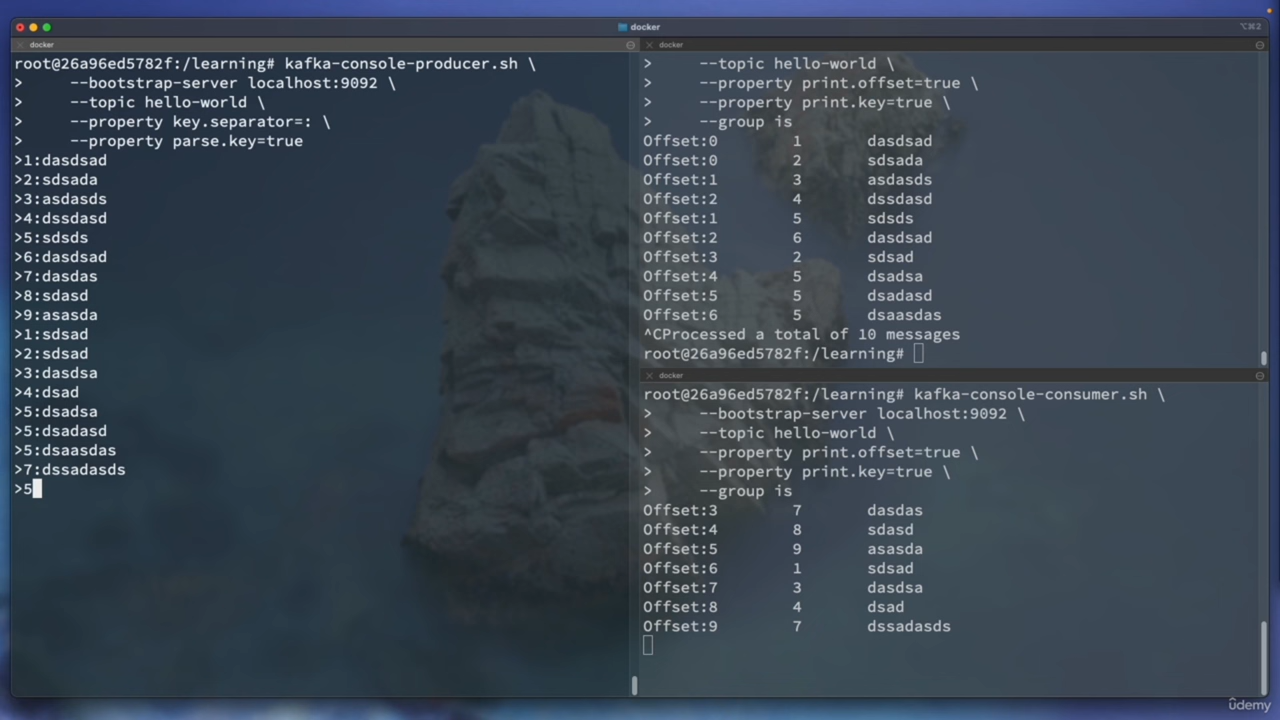 docker
⌥⌘2
docker
root@26a96ed5782f:/learning# kafka-console-producer.sh \
>     --bootstrap-server localhost:9092 \
>     --topic hello-world \
>     --property key.separator=: \
>     --property parse.key=true
>1:dasdsad
>2:sdsada
>3:asdasds
>4:dssdasd
>5:sdsds
>6:dasdsad
>7:dasdas
>8:sdasd
>9:asasda
>1:sdsad
>2:sdsad
>3:dasdsa
>4:dsad
>5:dsadsa
>5:dsadasd
>5:dsaasdas
>7:dssadasds
>5
docker
>     --topic hello-world \
>     --property print.offset=true \
>     --property print.key=true \
>     --group is
Offset:0 1 dasdsad
Offset:0 2 sdsada
Offset:1 3 asdasds
Offset:2 4 dssdasd
Offset:1 5 sdsds
Offset:2 6 dasdsad
Offset:3 2 sdsad
Offset:4 5 dsadsa
Offset:5 5 dsadasd
Offset:6 5 dsaasdas
^CProcessed a total of 10 messages
root@26a96ed5782f:/learning#
docker
root@26a96ed5782f:/learning# kafka-console-consumer.sh \
>     --bootstrap-server localhost:9092 \
>     --topic hello-world \
>     --property print.offset=true \
>     --property print.key=true \
>     --group is
Offset:3 7 dasdas
Offset:4 8 sdasd
Offset:5 9 asasda
Offset:6 1 sdsad
Offset:7 3 dasdsa
Offset:8 4 dsad
Offset:9 7 dssadasds
ûdemy